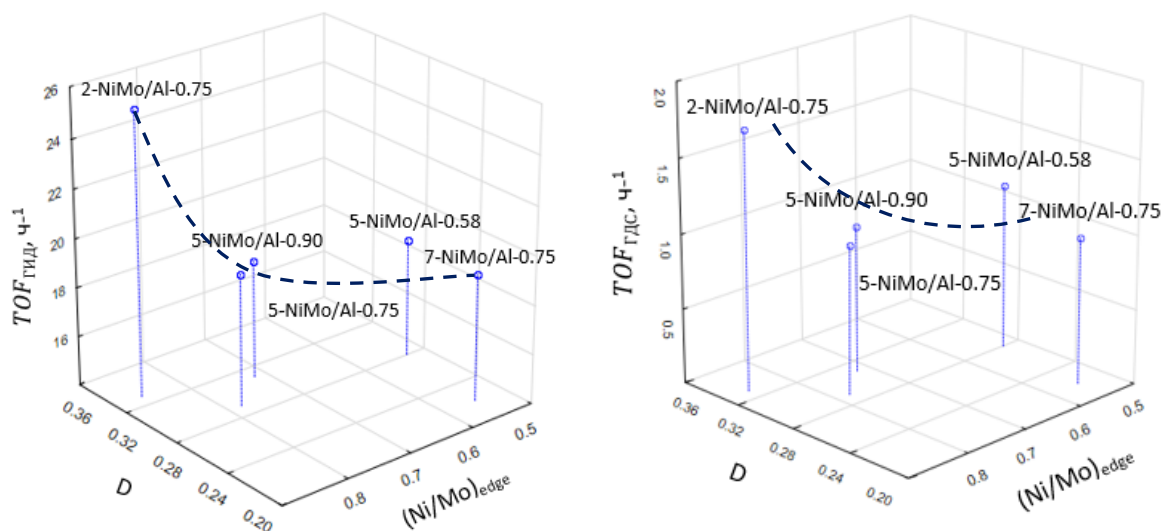 26
24
22
20
18
16
TOF_ГИД, ч⁻¹
2-NiMo/Al-0.75
5-NiMo/Al-0.90
5-NiMo/Al-0.58
7-NiMo/Al-0.75
5-NiMo/Al-0.75
0.36
0.32
0.28
0.24
0.20
D
0.8
0.7
0.6
0.5
(Ni/Mo)edge
2.0
1.5
1.0
0.5
TOF_ГДС, ч⁻¹
2-NiMo/Al-0.75
5-NiMo/Al-0.58
5-NiMo/Al-0.90
7-NiMo/Al-0.75
5-NiMo/Al-0.75
0.36
0.32
0.28
0.24
0.20
D
0.8
0.7
0.6
0.5
(Ni/Mo)edge